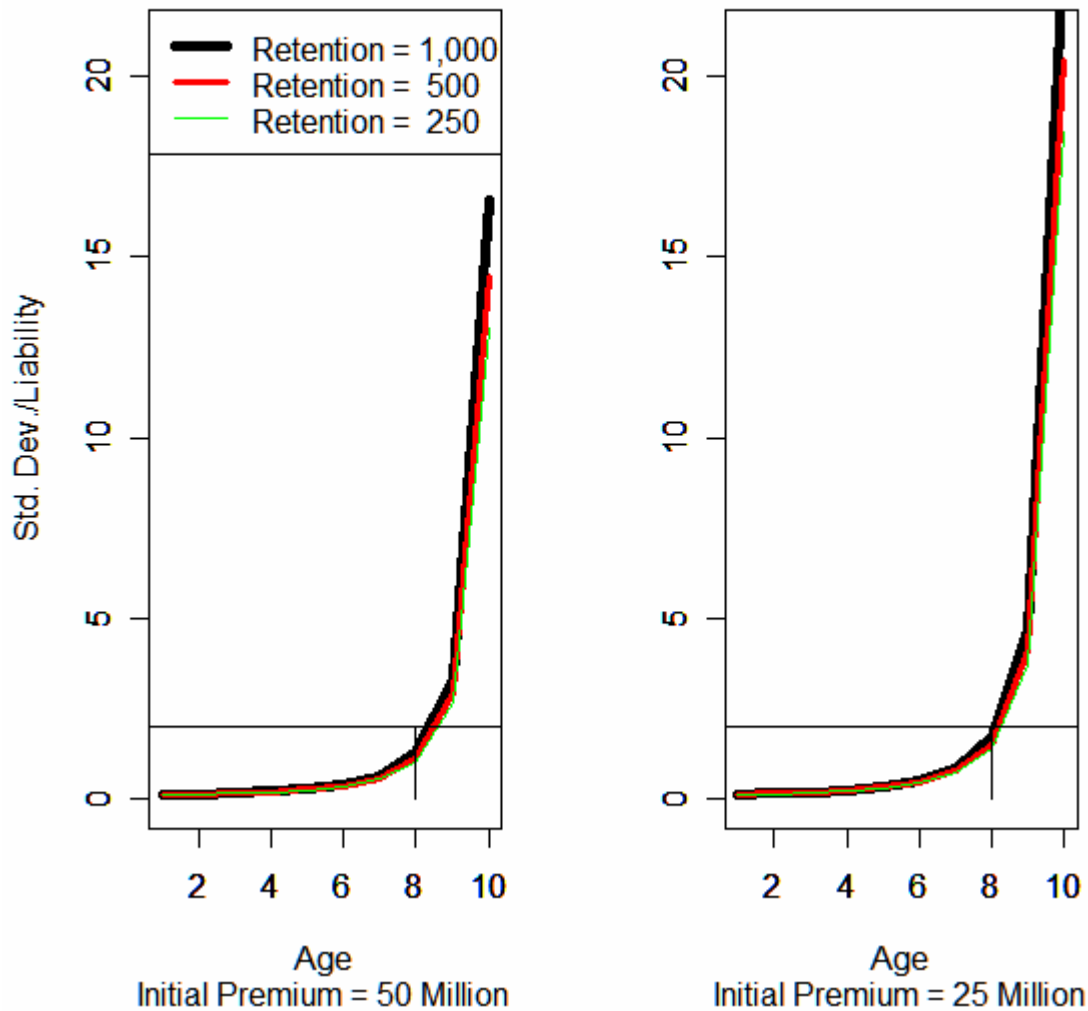 Retention = 1,000
Retention = 500
Retention = 250
Std. Dev./Liability
20
15
10
5
0
2 4 6 8 10
Age
Initial Premium = 50 Million
20
15
10
5
0
2 4 6 8 10
Age
Initial Premium = 25 Million